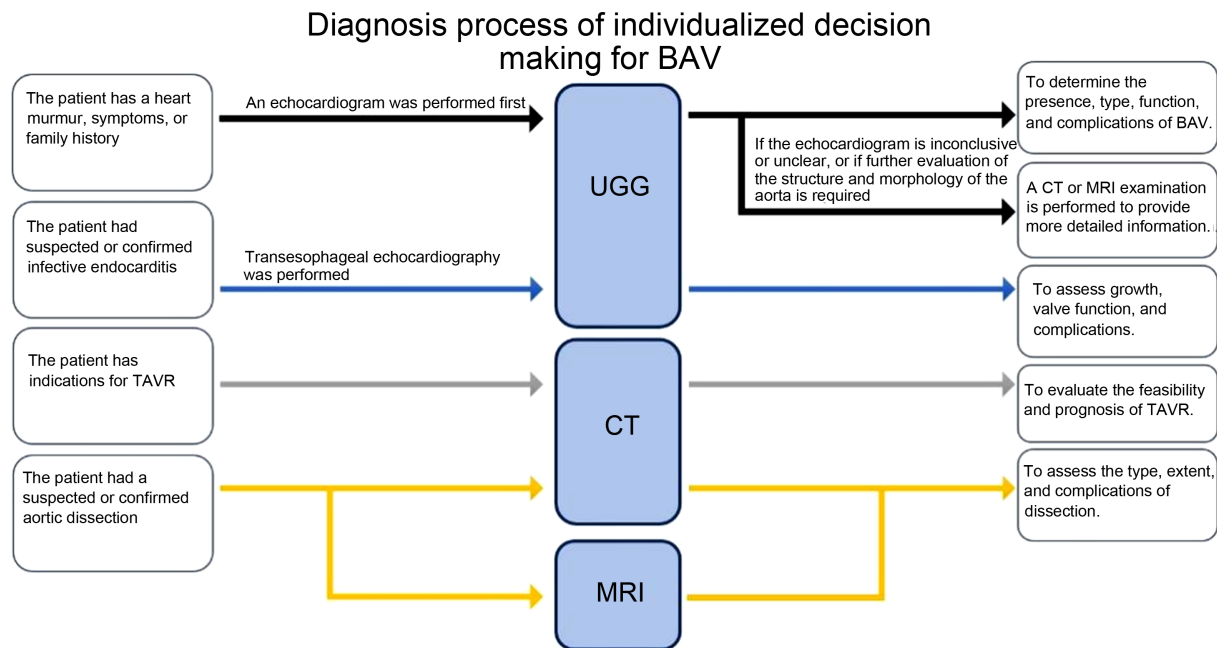 Diagnosis process of individualized decision
making for BAV
The patient has a heart
murmur, symptoms, or
family history
An echocardiogram was performed first
UGG
To determine the
presence, type, function,
and complications of BAV.
If the echocardiogram is inconclusive
or unclear, or if further evaluation of
the structure and morphology of the
aorta is required
A CT or MRI examination
is performed to provide
more detailed information.
The patient had
suspected or confirmed
infective endocarditis
Transesophageal echocardiography
was performed
To assess growth,
valve function, and
complications.
The patient has
indications for TAVR
CT
To evaluate the feasibility
and prognosis of TAVR.
The patient had a
suspected or confirmed
aortic dissection
To assess the type, extent,
and complications of
dissection.
MRI